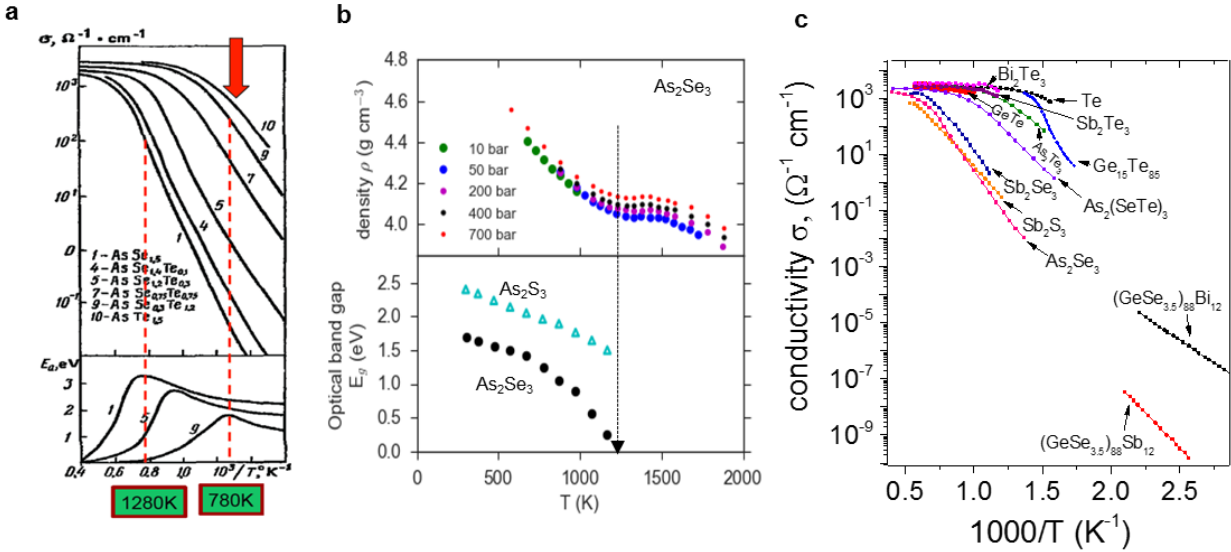 a
σ, Ω⁻¹ • cm⁻¹
10³
10²
10¹
0
10⁻¹
10
9
7
5
4
1
1 - As Se₁,₅
4 - As Se₁,₄Te₀,₁
5 - As Se₁,₂Te₀,₃
7 - As Se₀,₇₅Te₀,₇₅
9 - As Se₀,₃Te₁,₂
10 - As Te₁,₅
Eₐ, eV
3
2
1
1
5
9
0,4 0,6 0,8 1,0 1,2 10³/T,°K⁻¹
1280K 780K
b
As₂Se₃
4.8
4.6
4.4
4.2
4.0
density ρ (g cm⁻³)
10 bar
50 bar
200 bar
400 bar
700 bar
2.5
2.0
1.5
1.0
0.5
0.0
Optical band gap
E_g (eV)
As₂S₃
As₂Se₃
0 500 1000 1500 2000
T (K)
c
10³
10¹
10⁻¹
10⁻³
10⁻⁵
10⁻⁷
10⁻⁹
conductivity σ, (Ω⁻¹ cm⁻¹)
Bi₂Te₃
Te
GeTe
Sb₂Te₃
As₂Te₃
Ge₁₅Te₈₅
Sb₂Se₃
As₂(SeTe)₃
Sb₂S₃
As₂Se₃
(GeSe₃.₅)₈₈Bi₁₂
(GeSe₃.₅)₈₈Sb₁₂
0.5 1.0 1.5 2.0 2.5
1000/T (K⁻¹)